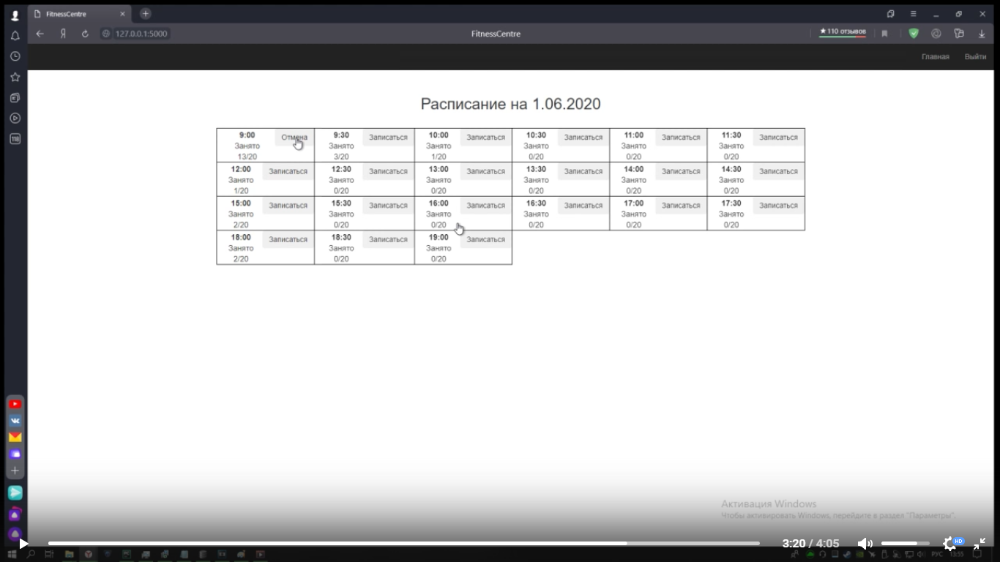 FitnessCentre
127.0.0.1:5000
FitnessCentre
★110 отзывов
Главная
Выйти
118
Расписание на 1.06.2020
9:00 Отмена 9:30 Записаться 10:00 Записаться 10:30 Записаться 11:00 Записаться 11:30 Записаться
Занято Занято Занято Занято Занято Занято
13/20 3/20 1/20 0/20 0/20 0/20
12:00 Записаться 12:30 Записаться 13:00 Записаться 13:30 Записаться 14:00 Записаться 14:30 Записаться
Занято Занято Занято Занято Занято Занято
1/20 0/20 0/20 0/20 0/20 0/20
15:00 Записаться 15:30 Записаться 16:00 Записаться 16:30 Записаться 17:00 Записаться 17:30 Записаться
Занято Занято Занято Занято Занято Занято
2/20 0/20 0/20 0/20 0/20 0/20
18:00 Записаться 18:30 Записаться 19:00 Записаться
Занято Занято Занято
2/20 0/20 0/20
Активация Windows
Чтобы активировать Windows, перейдите в раздел "Параметры".
3:20 / 4:05
HD
РУС 13:55